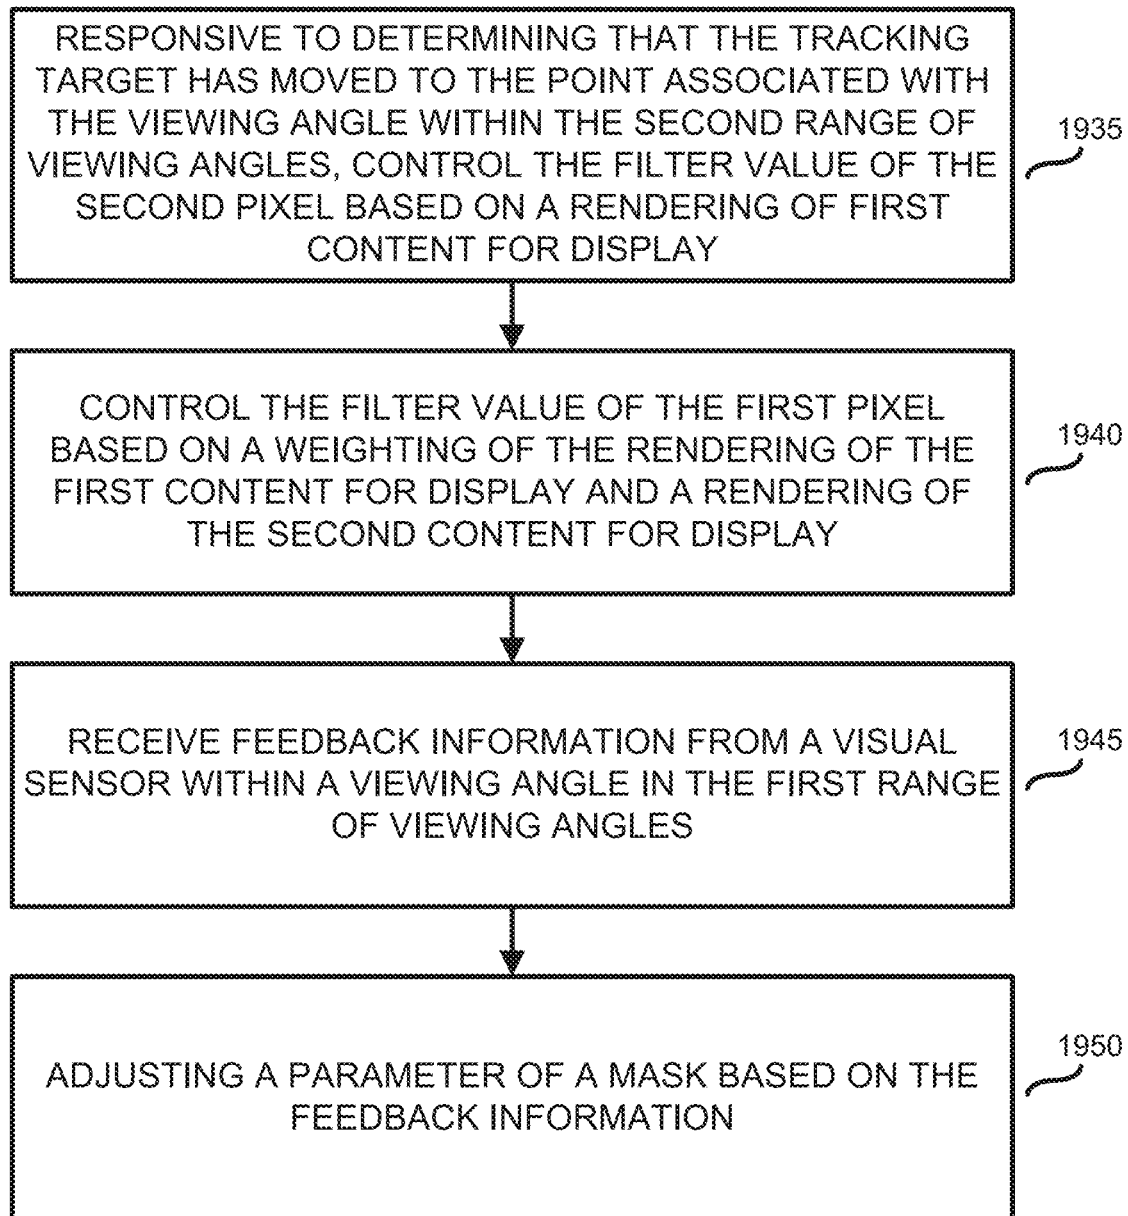 RESPONSIVE TO DETERMINING THAT THE TRACKING
TARGET HAS MOVED TO THE POINT ASSOCIATED WITH
THE VIEWING ANGLE WITHIN THE SECOND RANGE OF
VIEWING ANGLES, CONTROL THE FILTER VALUE OF THE
SECOND PIXEL BASED ON A RENDERING OF FIRST
CONTENT FOR DISPLAY
1935
CONTROL THE FILTER VALUE OF THE FIRST PIXEL
BASED ON A WEIGHTING OF THE RENDERING OF THE
FIRST CONTENT FOR DISPLAY AND A RENDERING OF
THE SECOND CONTENT FOR DISPLAY
1940
RECEIVE FEEDBACK INFORMATION FROM A VISUAL
SENSOR WITHIN A VIEWING ANGLE IN THE FIRST RANGE
OF VIEWING ANGLES
1945
ADJUSTING A PARAMETER OF A MASK BASED ON THE
FEEDBACK INFORMATION
1950